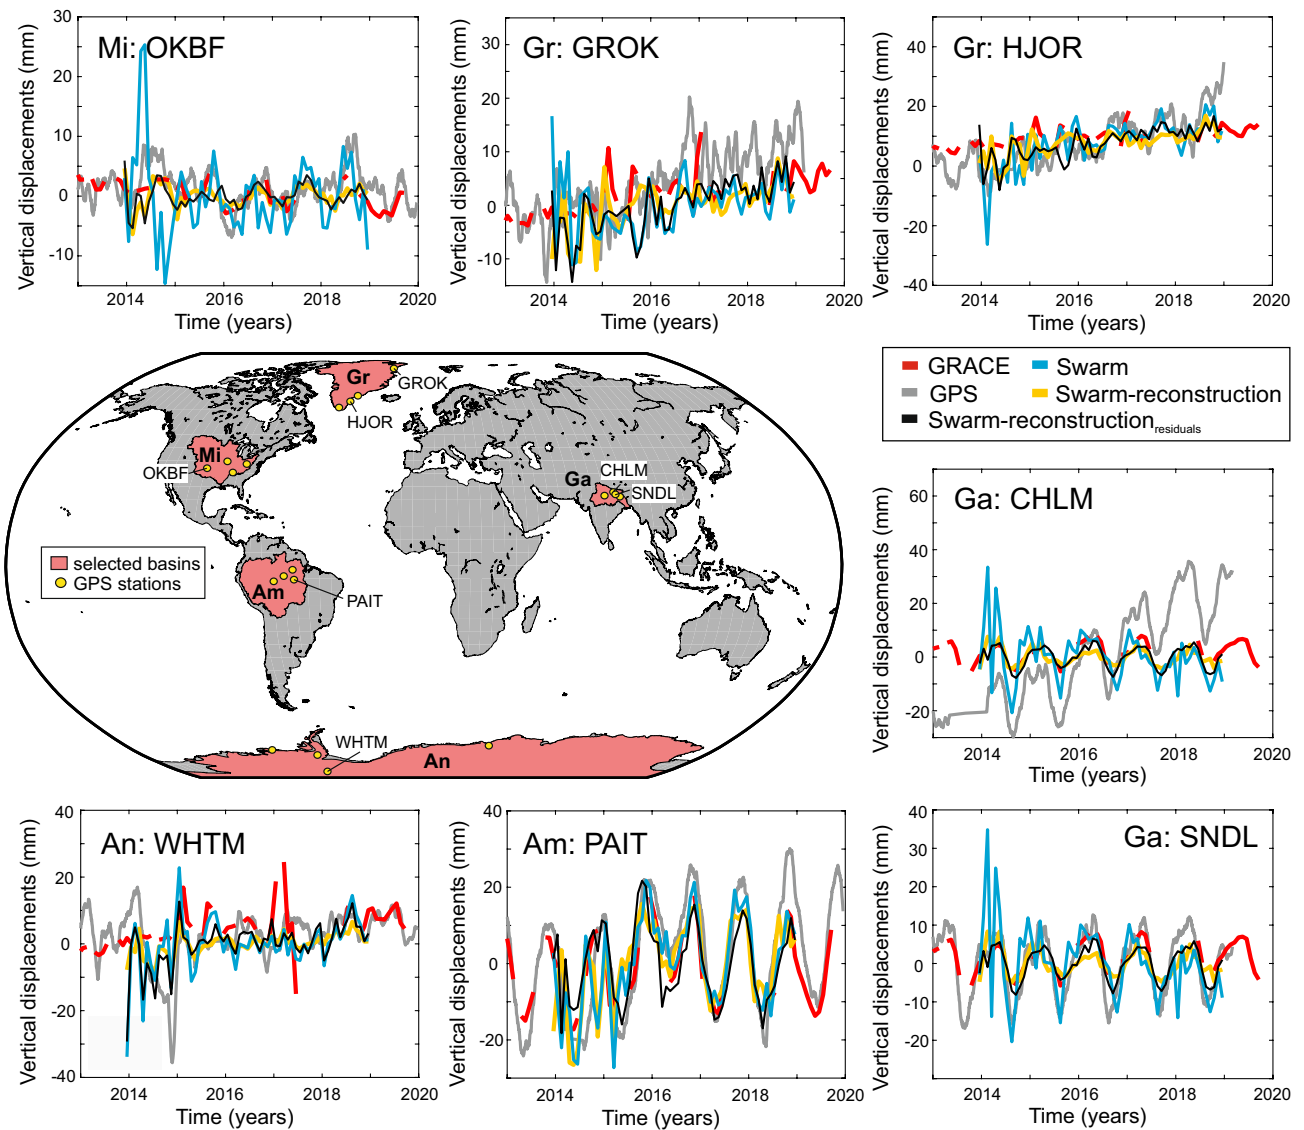 Mi: OKBF
Vertical displacements (mm)
30
20
10
0
-10
2014
2016
2018
2020
Time (years)
Gr: GROK
Vertical displacements (mm)
30
20
10
0
-10
2014
2016
2018
2020
Time (years)
Gr: HJOR
Vertical displacements (mm)
40
20
0
-20
-40
2014
2016
2018
2020
Time (years)
GRACE
GPS
Swarm
Swarm-reconstruction
Swarm-reconstruction residuals
Gr
GROK
HJOR
Mi
OKBF
Ga
CHLM
SNDL
Am
PAIT
WHTM
An
selected basins
GPS stations
Ga: CHLM
Vertical displacements (mm)
60
40
20
0
-20
2014
2016
2018
2020
Time (years)
An: WHTM
Vertical displacements (mm)
40
20
0
-20
-40
2014
2016
2018
2020
Time (years)
Am: PAIT
Vertical displacements (mm)
40
20
0
-20
2014
2016
2018
2020
Time (years)
Ga: SNDL
Vertical displacements (mm)
40
20
0
-10
-20
2014
2016
2018
2020
Time (years)